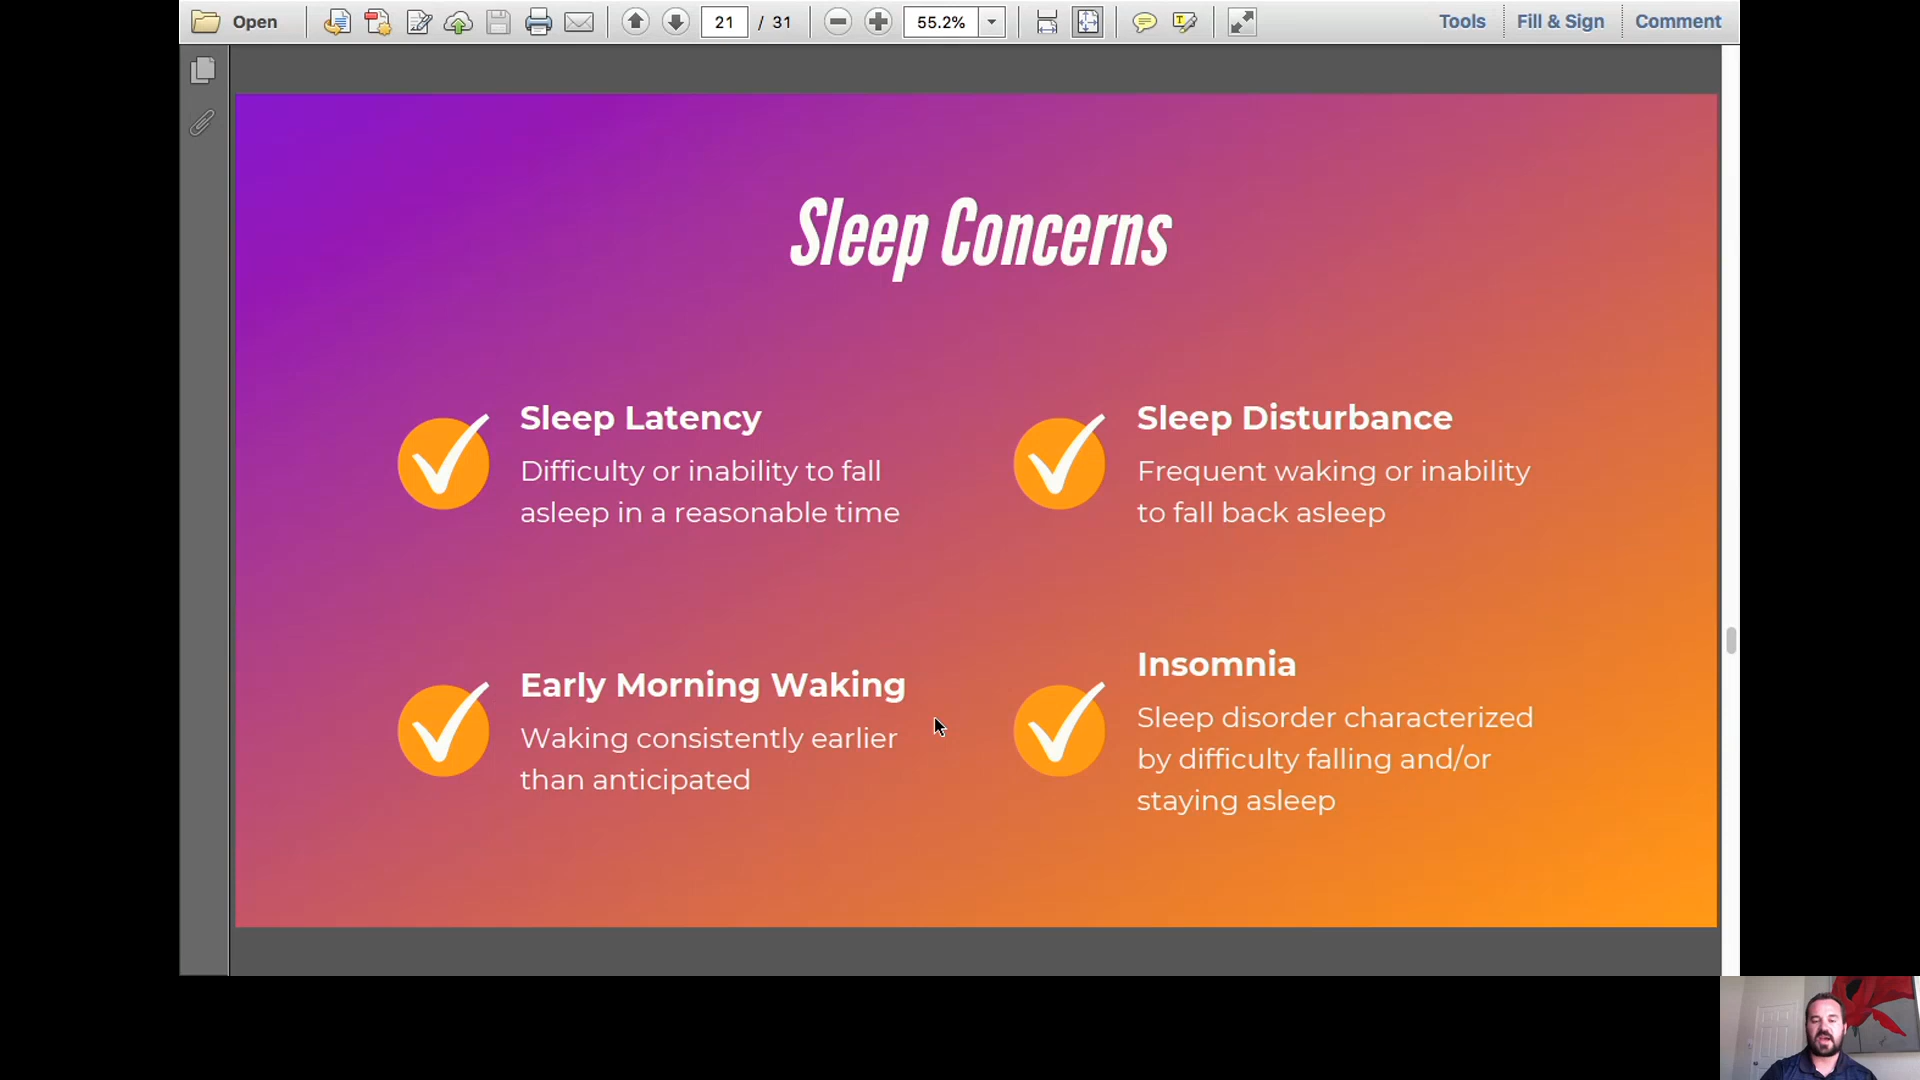 Open
21 / 31
55.2%
Tools
Fill & Sign
Comment
Sleep Concerns
Sleep Latency
Difficulty or inability to fall
asleep in a reasonable time
Sleep Disturbance
Frequent waking or inability
to fall back asleep
Early Morning Waking
Waking consistently earlier
than anticipated
Insomnia
Sleep disorder characterized
by difficulty falling and/or
staying asleep